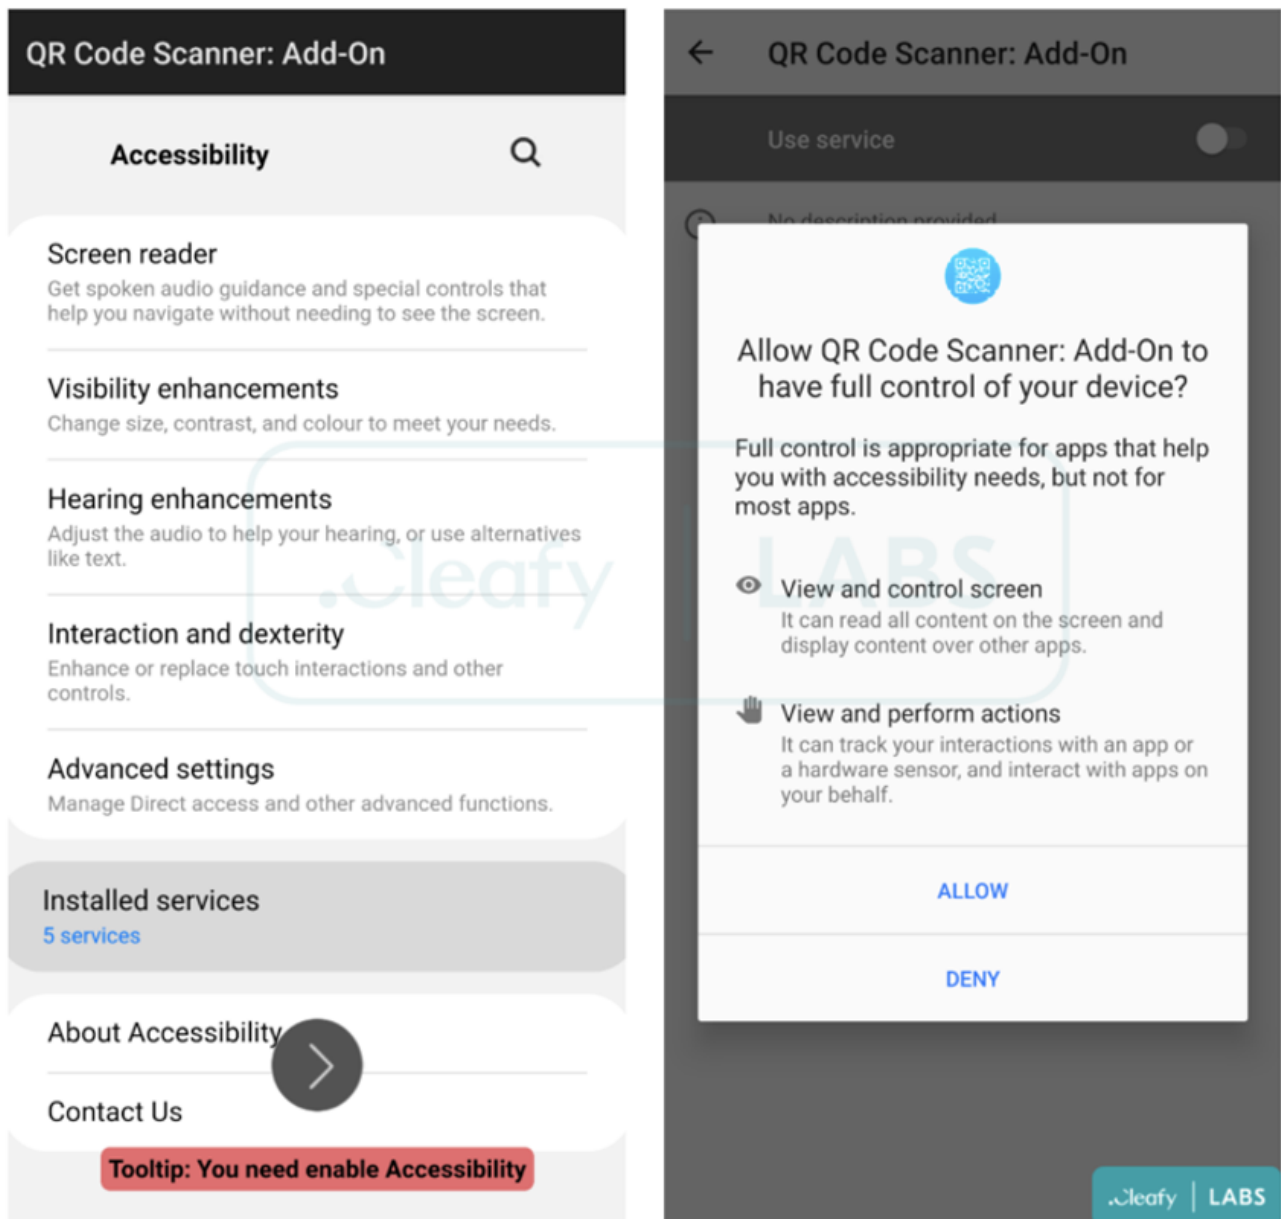 QR Code Scanner: Add-On
Accessibility
Screen reader
Get spoken audio guidance and special controls that
help you navigate without needing to see the screen.
Visibility enhancements
Change size, contrast, and colour to meet your needs.
Hearing enhancements
Adjust the audio to help your hearing, or use alternatives
like text.
Interaction and dexterity
Enhance or replace touch interactions and other
controls.
Advanced settings
Manage Direct access and other advanced functions.
Installed services
5 services
About Accessibility
Contact Us
Tooltip: You need enable Accessibility
QR Code Scanner: Add-On
Use service
No description provided
Allow QR Code Scanner: Add-On to
have full control of your device?
Full control is appropriate for apps that help
you with accessibility needs, but not for
most apps.
View and control screen
It can read all content on the screen and
display content over other apps.
View and perform actions
It can track your interactions with an app or
a hardware sensor, and interact with apps on
your behalf.
ALLOW
DENY
.Cleafy | LABS
.Cleafy | LABS